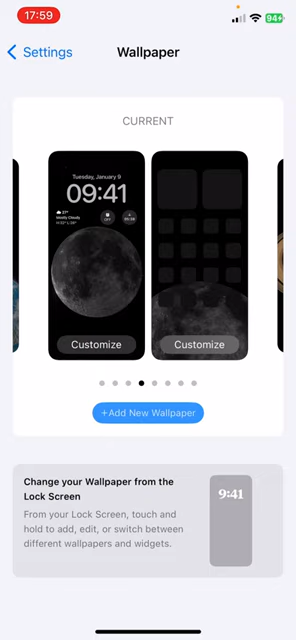 17:59
94+
Settings
Wallpaper
CURRENT
Tuesday, January 9
09:41
37°
Mostly Cloudy
OFF
Customize
Customize
+Add New Wallpaper
Change your Wallpaper from the
Lock Screen
From your Lock Screen, touch and
hold to add, edit, or switch between
different wallpapers and widgets.
9:41